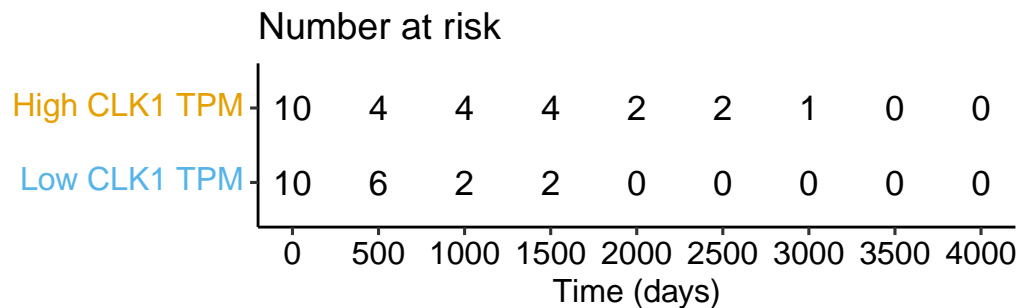 Number at risk
High CLK1 TPM 10 4 4 4 2 2 1 0 0
Low CLK1 TPM 10 6 2 2 0 0 0 0 0
0 500 1000 1500 2000 2500 3000 3500 4000
Time (days)